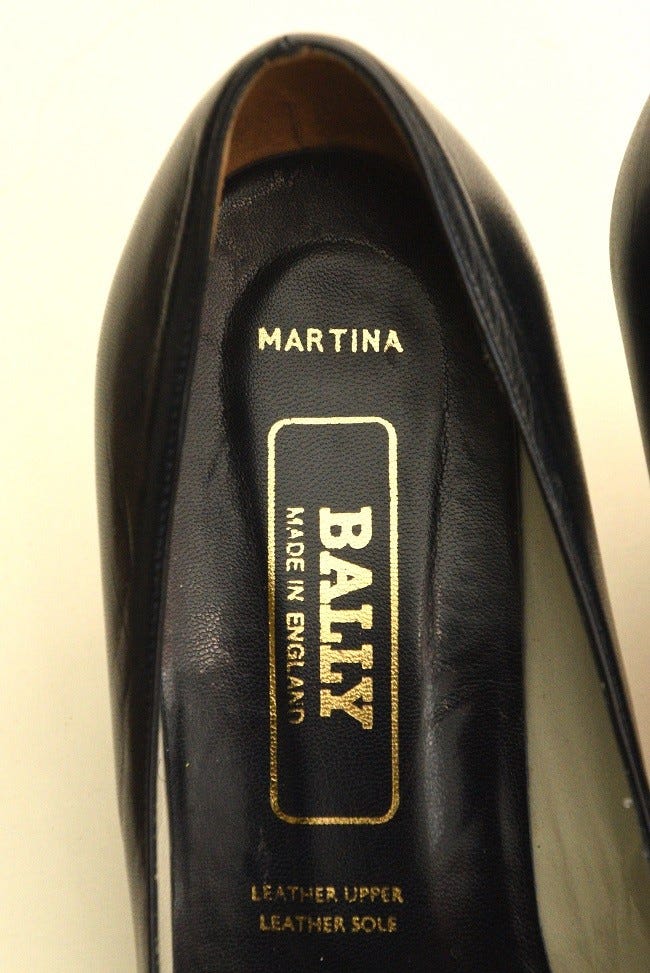 MARTINA
BALLY
MADE IN ENGLAND
LEATHER UPPER
LEATHER SOLE